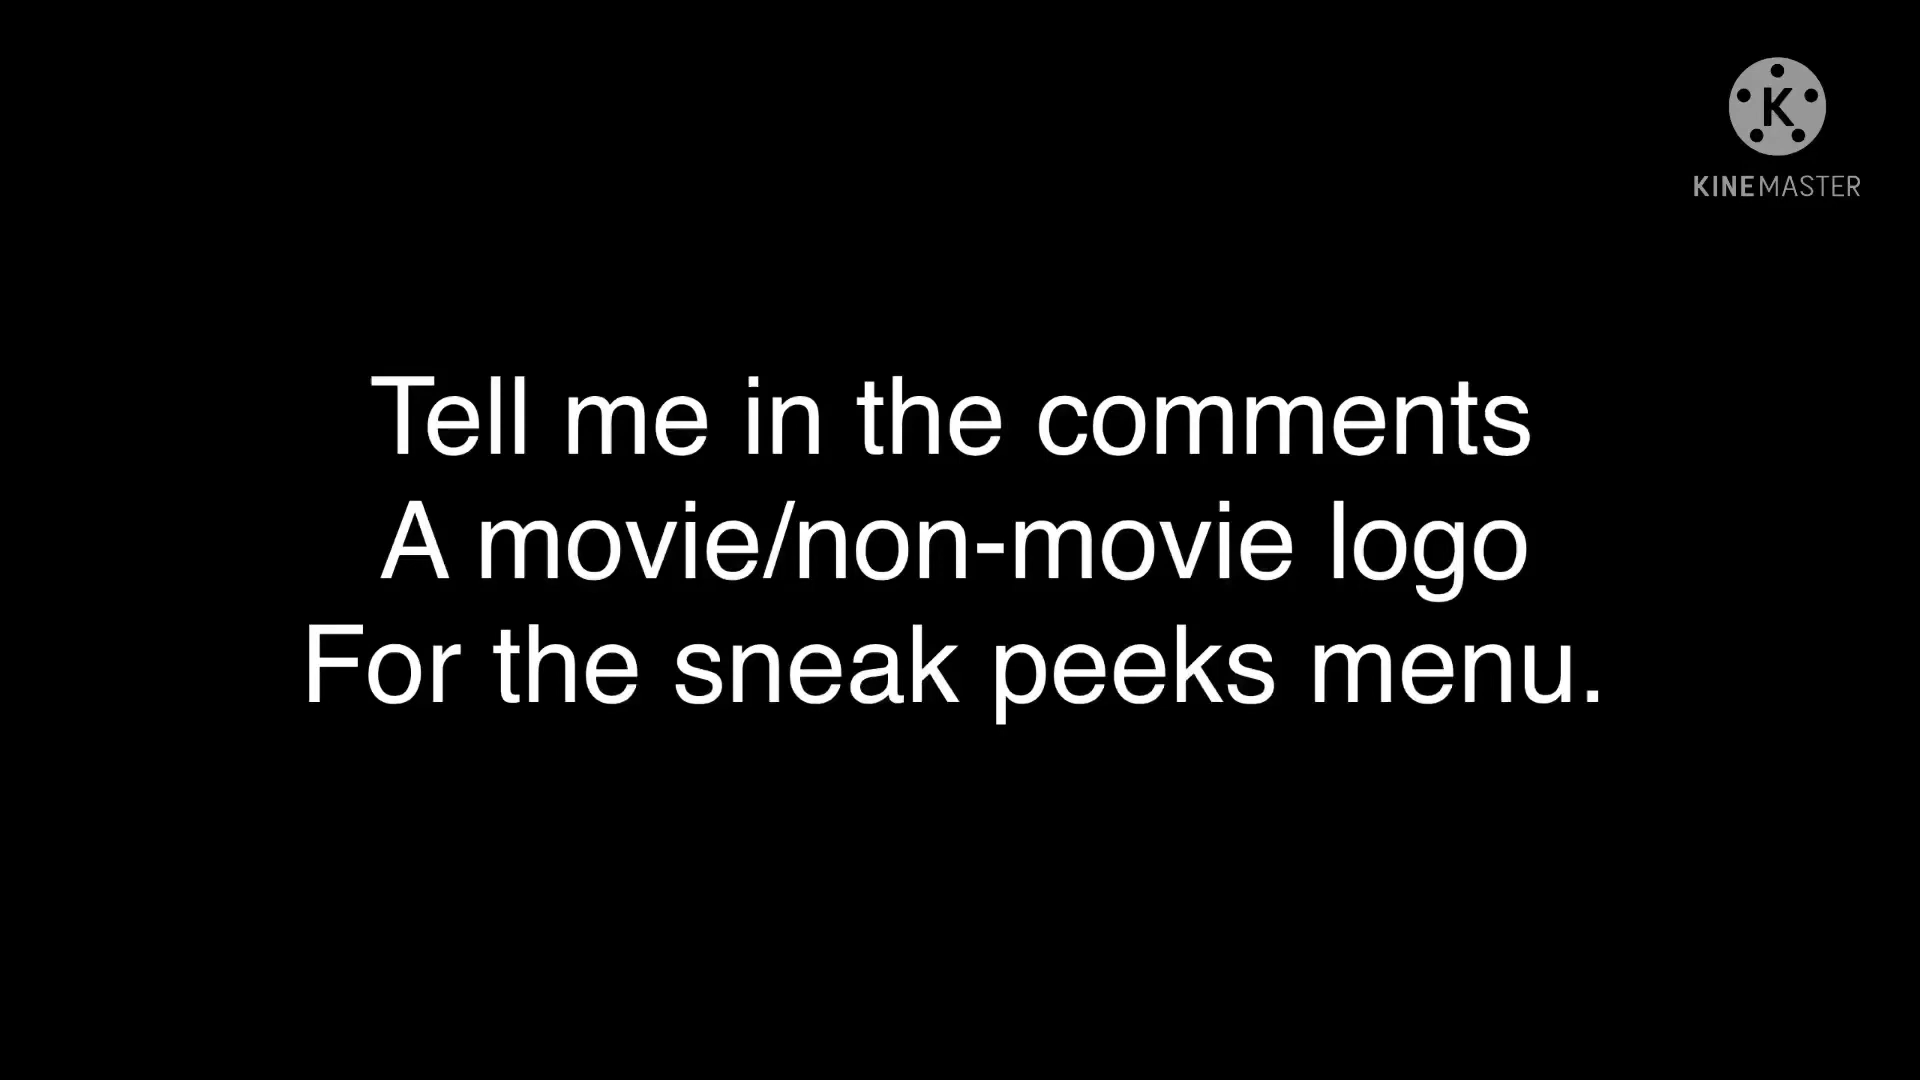 K
KINEMASTER
Tell me in the comments
A movie/non-movie logo
For the sneak peeks menu.